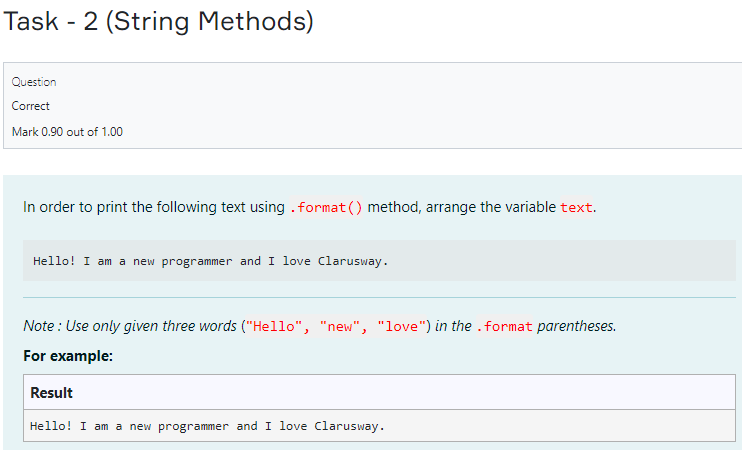 Task - 2 (String Methods)
Question
Correct
Mark 0.90 out of 1.00
In order to print the following text using .format() method, arrange the variable text.
Hello! I am a new programmer and I love Clarusway.
Note : Use only given three words ("Hello", "new", "love") in the .format parentheses.
For example:
Result
Hello! I am a new programmer and I love Clarusway.